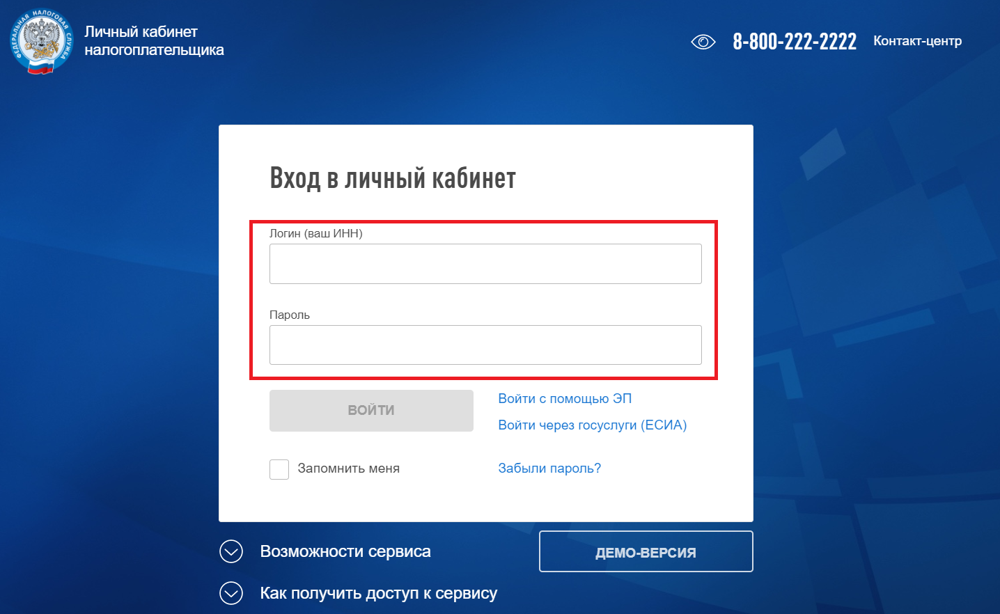 ФЕДЕРАЛЬНАЯ НАЛОГОВАЯ СЛУЖБА
Личный кабинет
налогоплательщика
8-800-222-2222
Контакт-центр
Вход в личный кабинет
Логин (ваш ИНН)
Пароль
ВОЙТИ
Войти с помощью ЭП
Войти через госуслуги (ЕСИА)
Запомнить меня
Забыли пароль?
Возможности сервиса
ДЕМО-ВЕРСИЯ
Как получить доступ к сервису